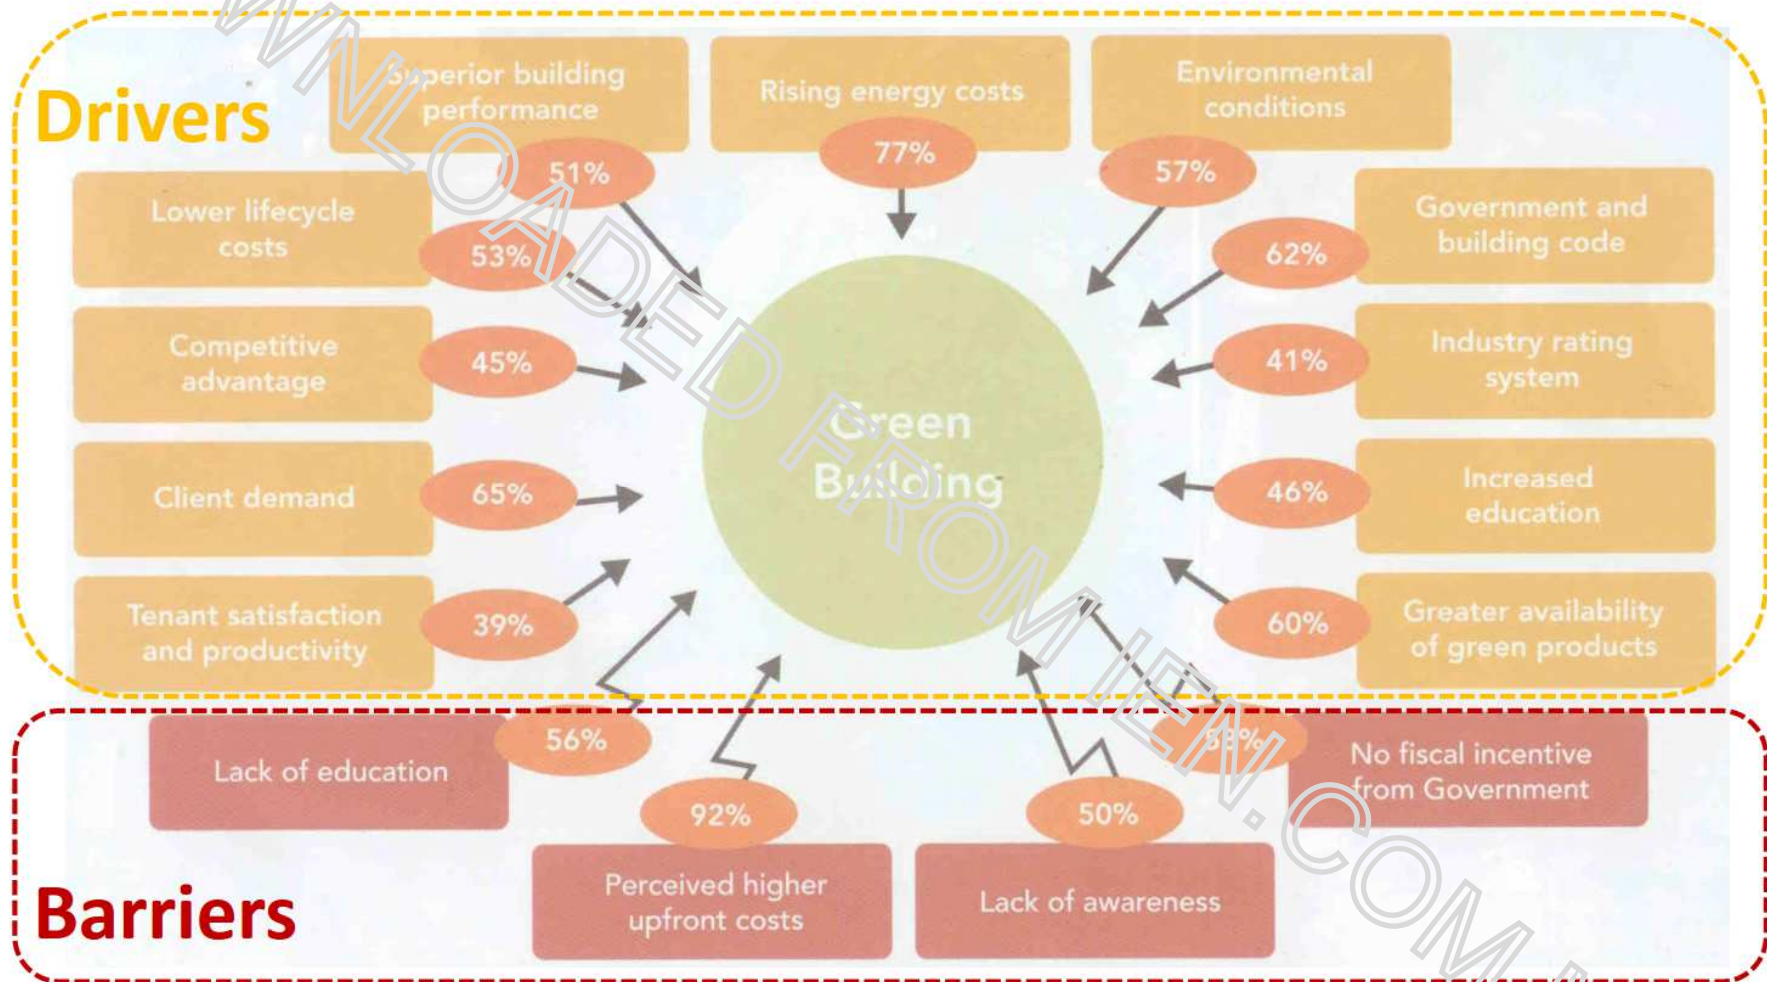 Drivers
Superior building
performance
51%
Rising energy costs
77%
Environmental
conditions
57%
Lower lifecycle
costs
53%
Government and
building code
62%
Competitive
advantage
45%
Industry rating
system
41%
Green
Building
Client demand
65%
Increased
education
46%
Tenant satisfaction
and productivity
39%
Greater availability
of green products
60%
Barriers
Lack of education
56%
Perceived higher
upfront costs
92%
Lack of awareness
50%
No fiscal incentive
from Government
WNLOADED FROM IEN.COM